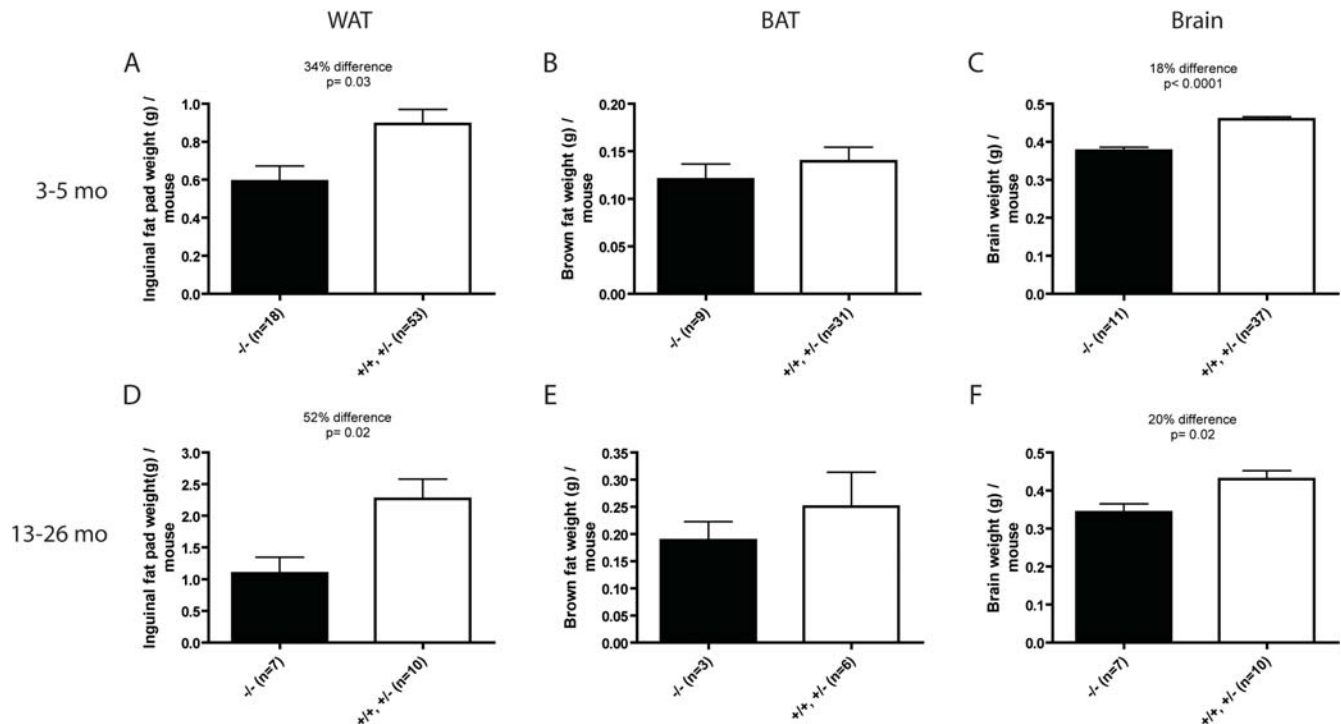 WAT
BAT
Brain
3-5 mo
A
34% difference
p= 0.03
Inguinal fat pad weight (g) /
mouse
1.0
0.8
0.6
0.4
0.2
0.0
-/- (n=18)
+/+, +/- (n=53)
B
Brown fat weight (g) /
mouse
0.20
0.15
0.10
0.05
0.00
-/- (n=9)
+/+, +/- (n=31)
C
18% difference
p< 0.0001
Brain weight (g) /
mouse
0.5
0.4
0.3
0.2
0.1
0.0
-/- (n=11)
+/+, +/- (n=37)
13-26 mo
D
52% difference
p= 0.02
Inguinal fat pad weight(g) /
mouse
3.0
2.5
2.0
1.5
1.0
0.5
0.0
-/- (n=7)
+/+, +/- (n=10)
E
Brown fat weight (g) /
mouse
0.35
0.30
0.25
0.20
0.15
0.10
0.05
0.00
-/- (n=3)
+/+, +/- (n=6)
F
20% difference
p= 0.02
Brain weight (g) /
mouse
0.5
0.4
0.3
0.2
0.1
0.0
-/- (n=7)
+/+, +/- (n=10)